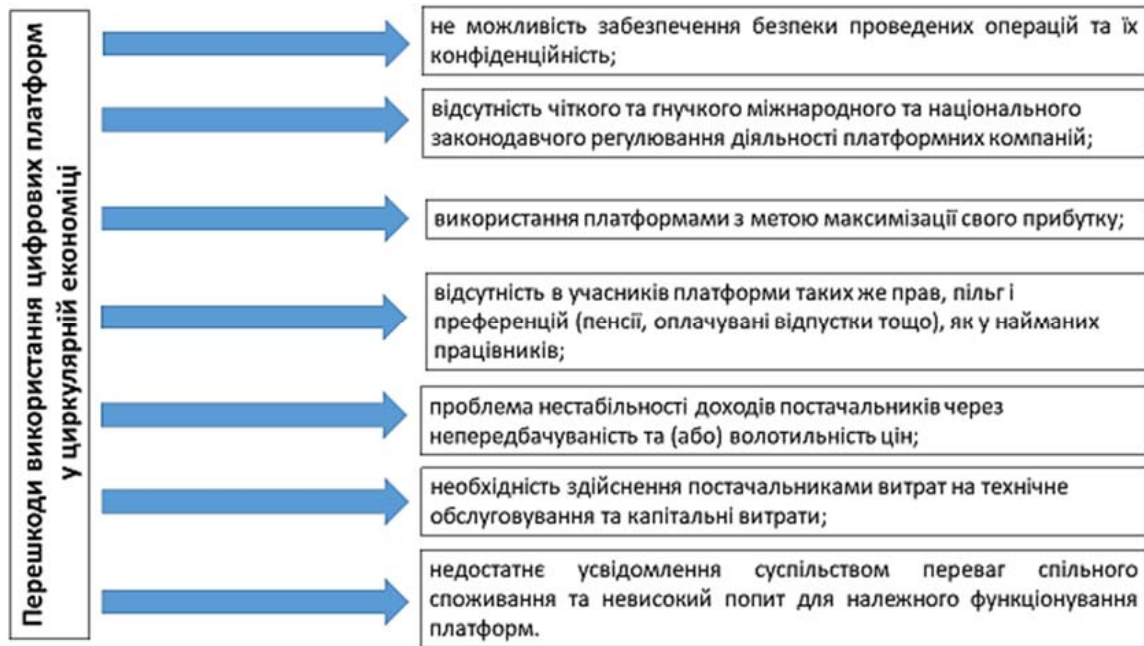 Перешкоди використання цифрових платформ
у циркулярній економіці
не можливість забезпечення безпеки проведених операцій та їх
конфіденційність;
відсутність чіткого та гнучкого міжнародного та національного
законодавчого регулювання діяльності платформних компаній;
використання платформами з метою максимізації свого прибутку;
відсутність в учасників платформи таких же прав, пільг і
преференцій (пенсії, оплачувані відпустки тощо), як у найманих
працівників;
проблема нестабільності доходів постачальників через
непередбачуваність та (або) волотильність цін;
необхідність здійснення постачальниками витрат на технічне
обслуговування та капітальні витрати;
недостатнє усвідомлення суспільством переваг спільного
споживання та невисокий попит для належного функціонування
платформ.